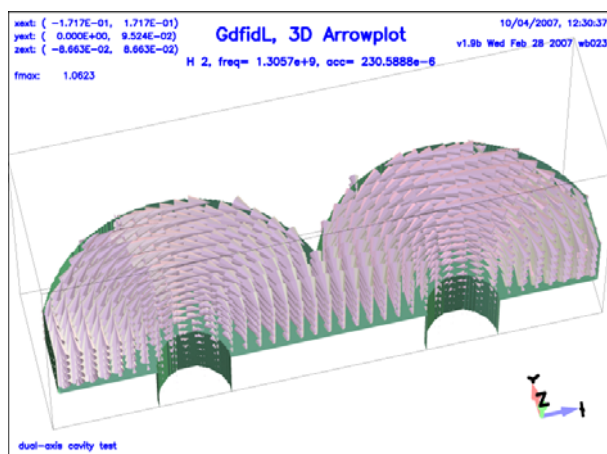 xext: ( -1.717E-01, 1.717E-01)
yext: ( 0.000E+00, 9.524E-02)
zext: ( -8.663E-02, 8.663E-02)
fmax: 1.0623
GdfidL, 3D Arrowplot
H 2, freq= 1.3057e+9, acc= 230.5888e-6
10/04/2007, 12:30:37
v1.9b Wed Feb 28 2007 wb023
Y
Z
dual-axis cavity test